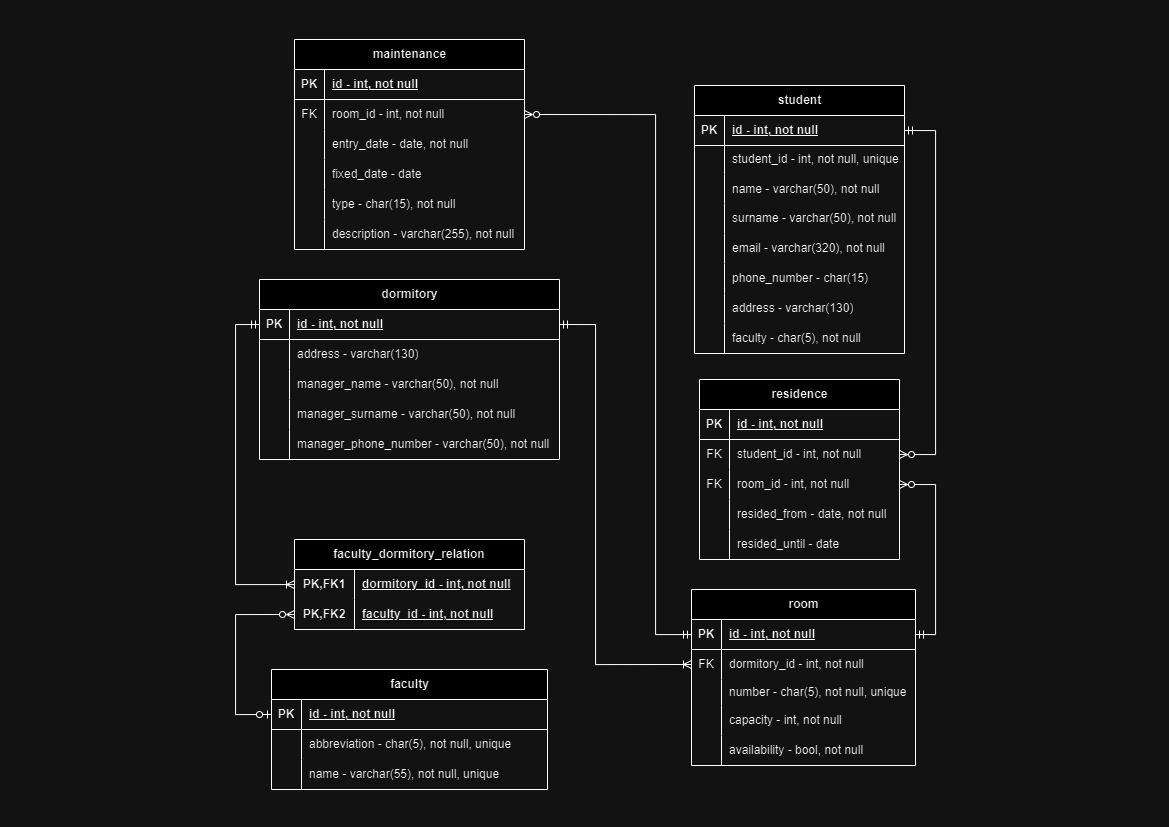 maintenance
PK id - int, not null
FK room_id - int, not null
entry_date - date, not null
fixed_date - date
type - char(15), not null
description - varchar(255), not null
dormitory
PK id - int, not null
address - varchar(130)
manager_name - varchar(50), not null
manager_surname - varchar(50), not null
manager_phone_number - varchar(50), not null
faculty_dormitory_relation
PK,FK1 dormitory_id - int, not null
PK,FK2 faculty_id - int, not null
faculty
PK id - int, not null
abbreviation - char(5), not null, unique
name - varchar(55), not null, unique
student
PK id - int, not null
student_id - int, not null, unique
name - varchar(50), not null
surname - varchar(50), not null
email - varchar(320), not null
phone_number - char(15)
address - varchar(130)
faculty - char(5), not null
residence
PK id - int, not null
FK student_id - int, not null
FK room_id - int, not null
resided_from - date, not null
resided_until - date
room
PK id - int, not null
FK dormitory_id - int, not null
number - char(5), not null, unique
capacity - int, not null
availability - bool, not null